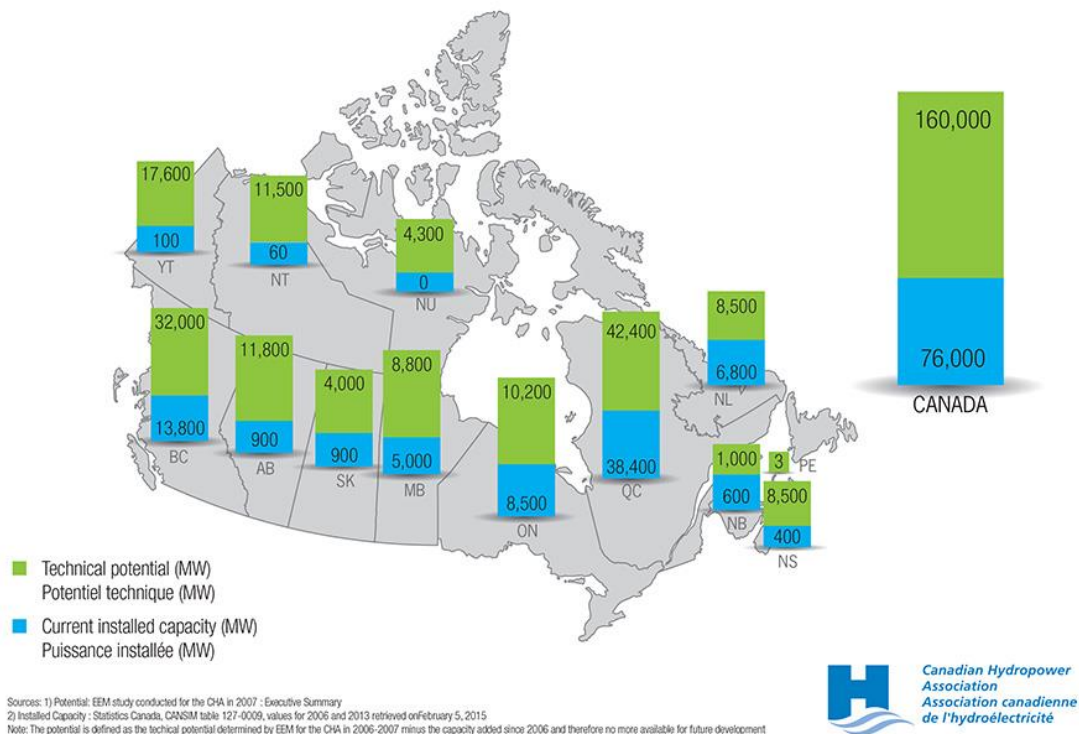 160,000
76,000
CANADA
17,600
100
YT
11,500
60
NT
4,300
0
NU
32,000
13,800
BC
11,800
900
AB
4,000
900
SK
8,800
5,000
MB
10,200
8,500
ON
42,400
38,400
QC
8,500
6,800
NL
1,000
600
NB
3
PE
8,500
400
NS
Technical potential (MW)
Potentiel technique (MW)
Current installed capacity (MW)
Puissance installée (MW)
Sources: 1) Potential: EEM study conducted for the CHA in 2007 : Executive Summary
2) Installed Capacity : Statistics Canada, CANSIM table 127-0009, values for 2006 and 2013 retrieved onFebruary 5, 2015
Note: The potential is defined as the techical potential determined by EEM for the CHA in 2006-2007 minus the capacity added since 2006 and therefore no more available for future development
Canadian Hydropower
Association
Association canadienne
de l'hydroélectricité